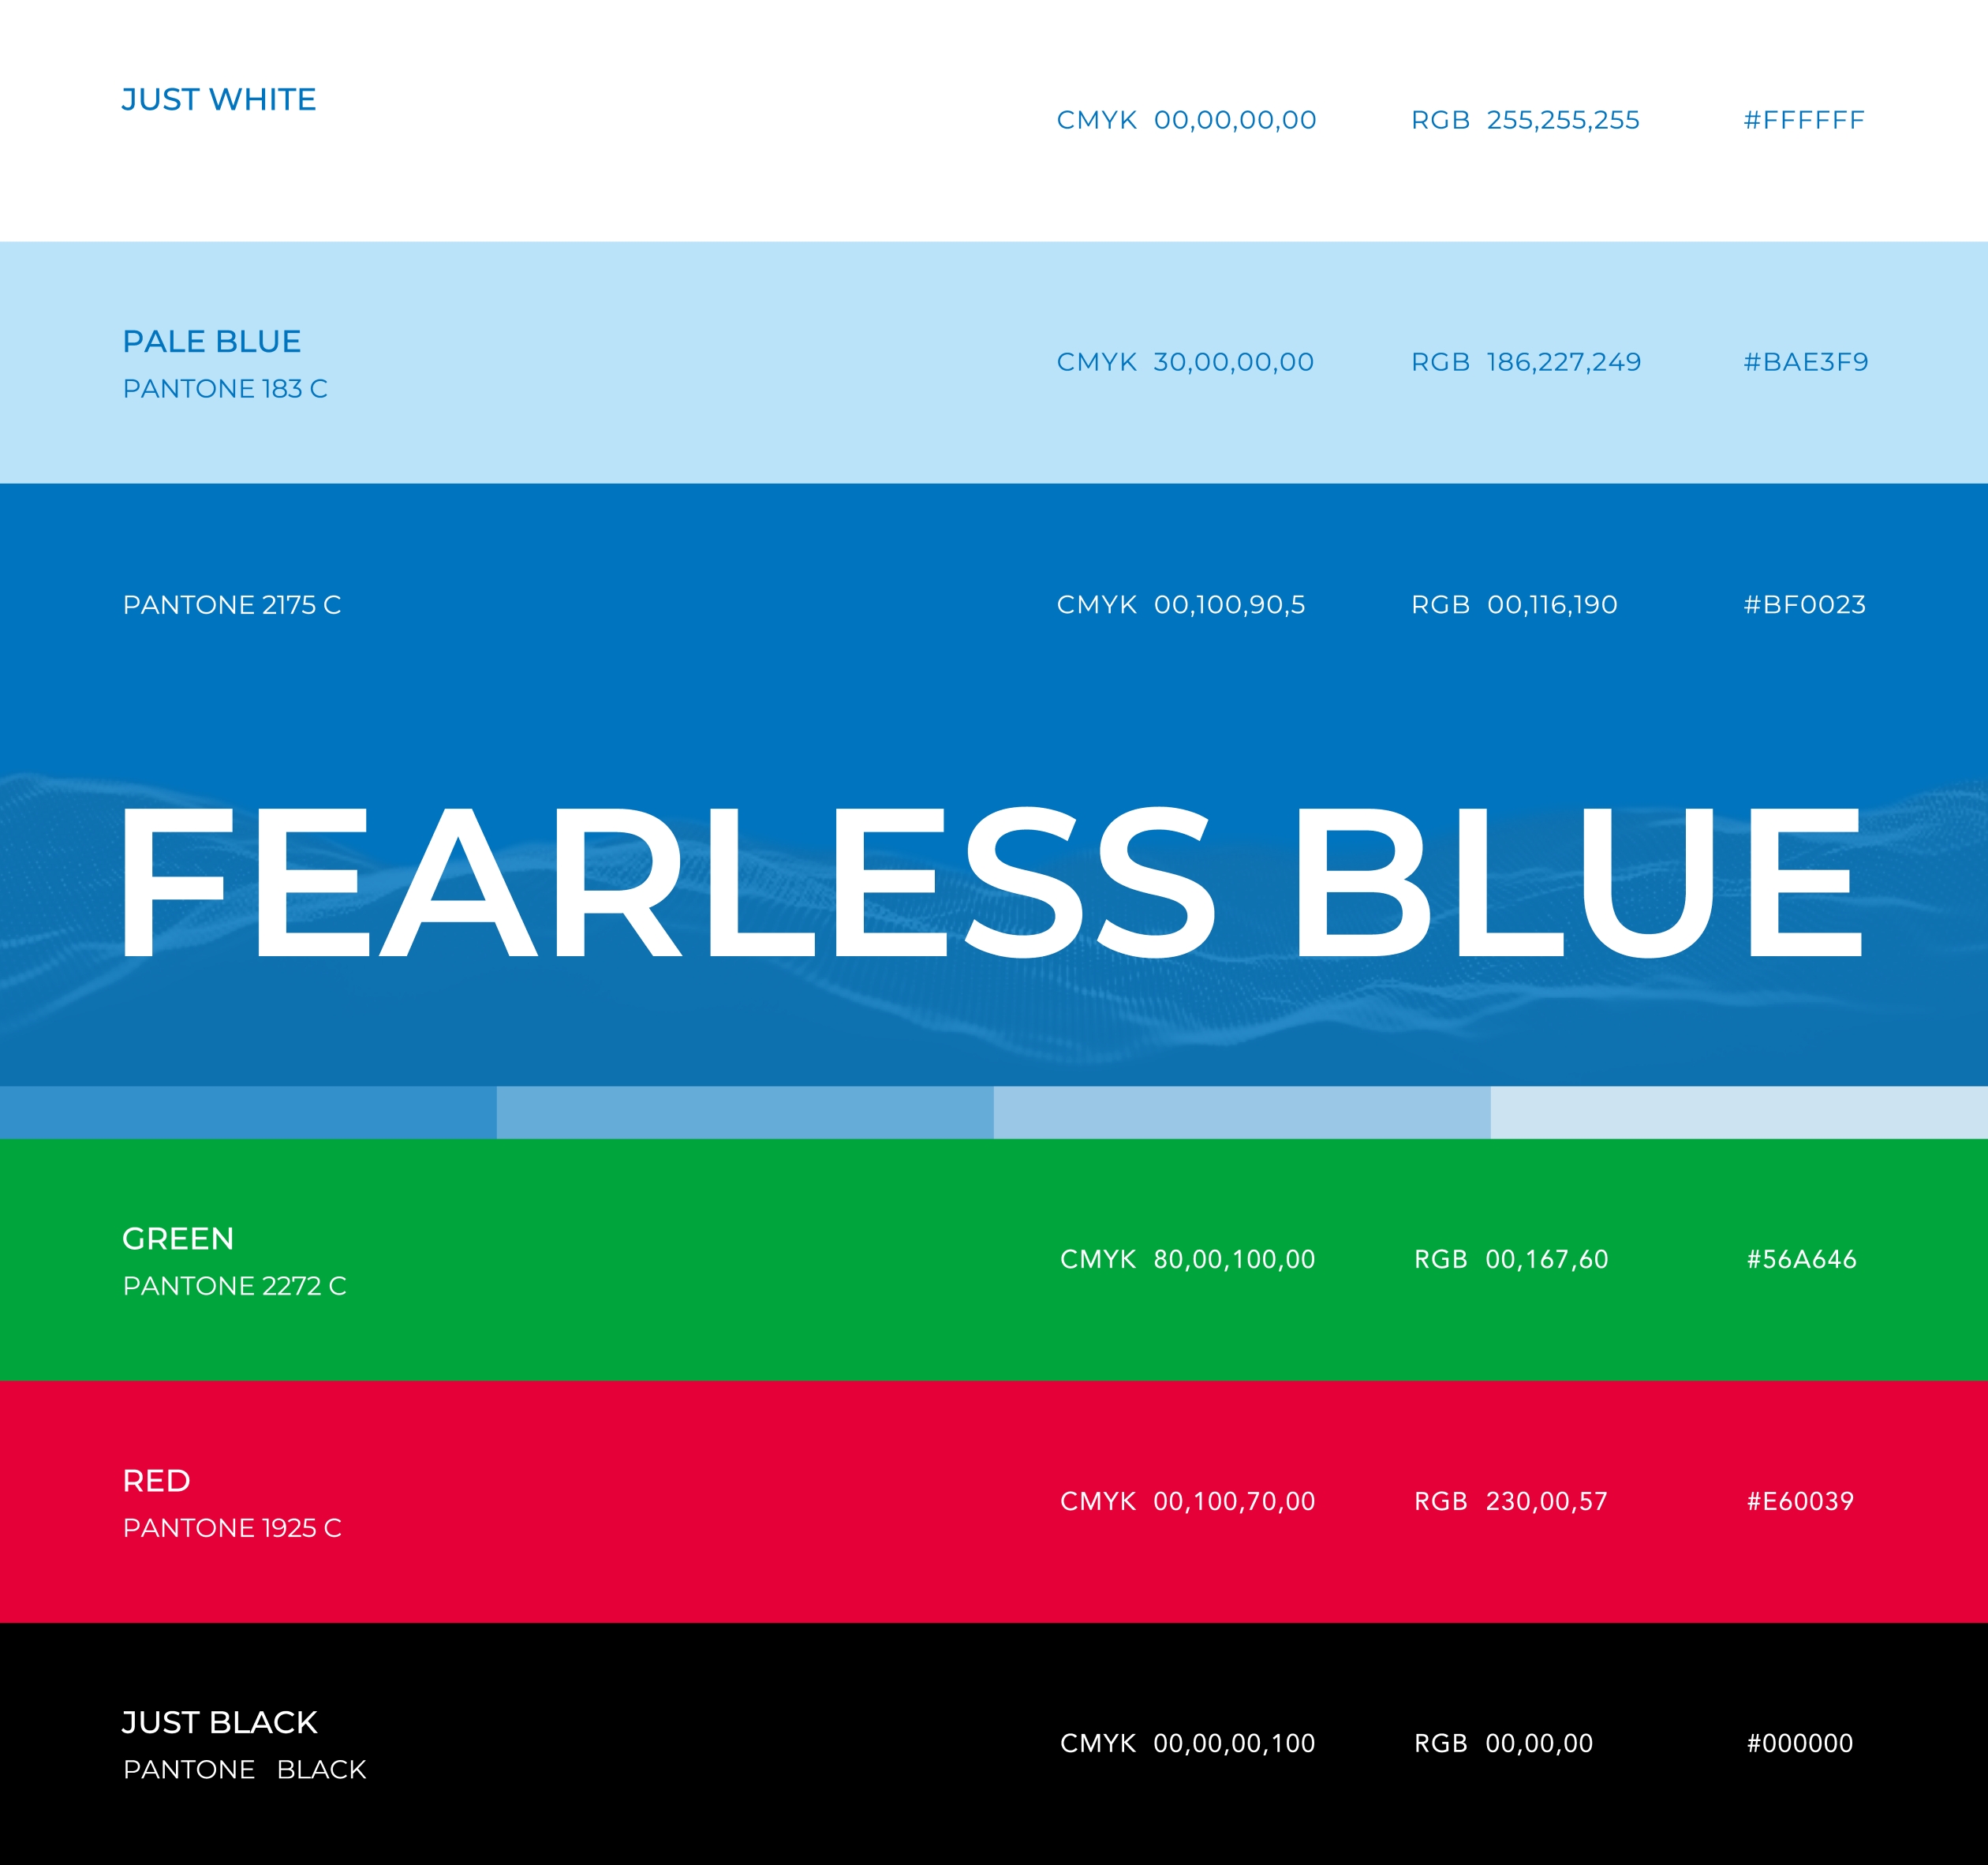 JUST WHITE
CMYK 00,00,00,00 RGB 255,255,255 #FFFFFF
PALE BLUE
CMYK 30,00,00,00 RGB 186,227,249 #BAE3F9
PANTONE 183 C
PANTONE 2175 C CMYK 00,100,90,5 RGB 00,116,190 #BF0023
FEARLESS BLUE
GREEN
CMYK 80,00,100,00 RGB 00,167,60 #56A646
PANTONE 2272 C
RED
CMYK 00,100,70,00 RGB 230,00,57 #E60039
PANTONE 1925 C
JUST BLACK
CMYK 00,00,00,100 RGB 00,00,00 #000000
PANTONE BLACK